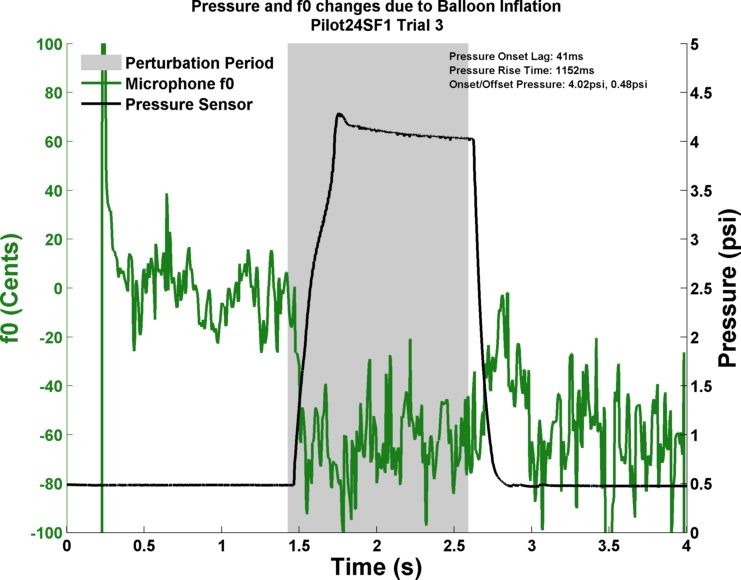 Pressure and f0 changes due to Balloon Inflation
Pilot24SF1 Trial 3
Perturbation Period
Microphone f0
Pressure Sensor
Pressure Onset Lag: 41ms
Pressure Rise Time: 1152ms
Onset/Offset Pressure: 4.02psi, 0.48psi
f0 (Cents)
100
80
60
40
20
0
-20
-40
-60
-80
-100
Pressure (psi)
5
4.5
4
3.5
3
2.5
2
1.5
1
0.5
0
0 0.5 1 1.5 2 2.5 3 3.5 4
Time (s)